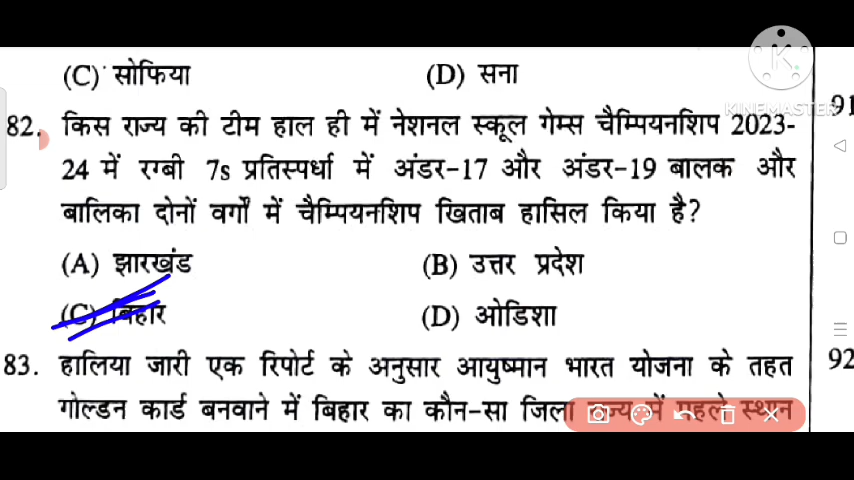 (C) सोफिया (D) सना
KINEMASTER
82. किस राज्य की टीम हाल ही में नेशनल स्कूल गेम्स चैम्पियनशिप 2023-
24 में रग्बी 7s प्रतिस्पर्धा में अंडर-17 और अंडर-19 बालक और
बालिका दोनों वर्गों में चैम्पियनशिप खिताब हासिल किया है?
(A) झारखंड (B) उत्तर प्रदेश
(C) बिहार (D) ओडिशा
83. हालिया जारी एक रिपोर्ट के अनुसार आयुष्मान भारत योजना के तहत
गोल्डन कार्ड बनवाने में बिहार का कौन-सा जिला राज्य में पहले स्थान
91
92